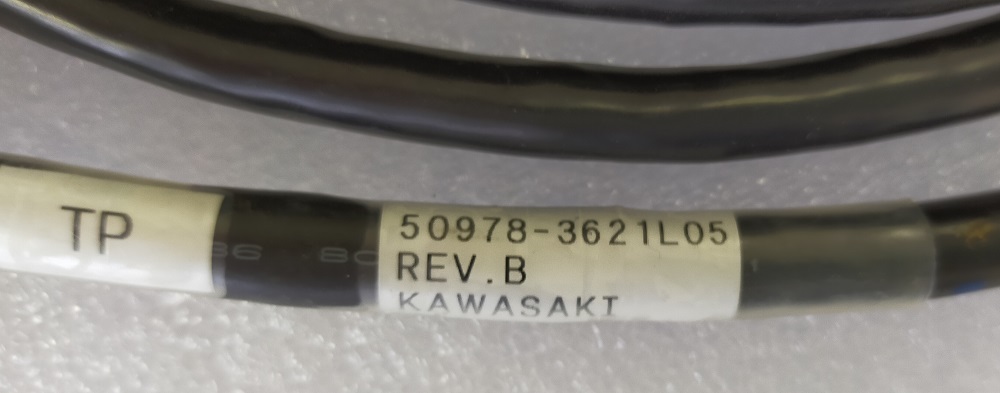 TP
50978-3621L05
REV.B
KAWASAKI